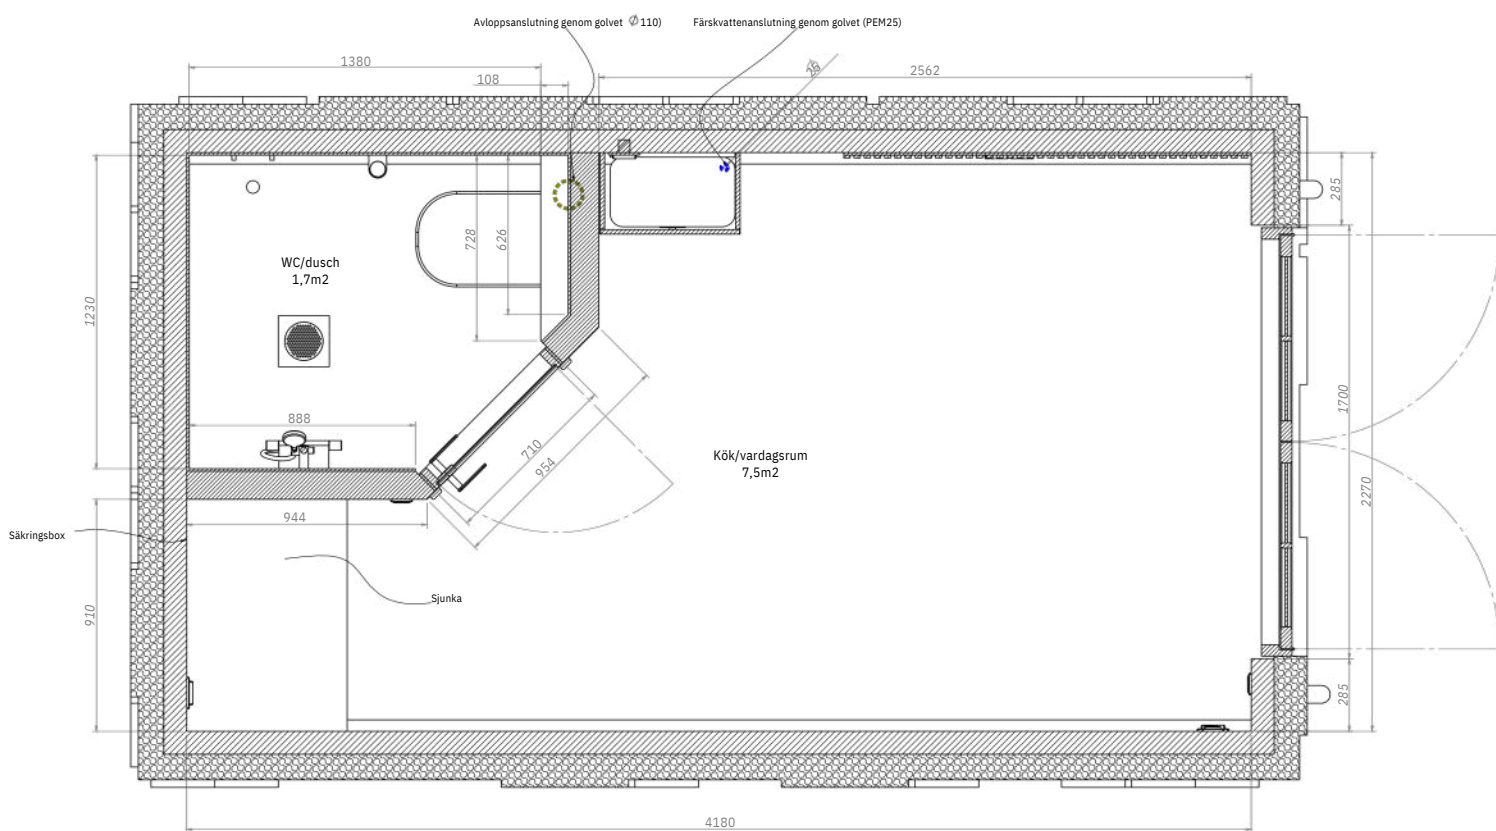 Avloppsanslutning genom golvet ∅110)
Färskvattenanslutning genom golvet (PEM25)
1380
108
2562
285
728
626
WC/dusch
1,7m2
1230
888
710
954
Kök/vardagsrum
7,5m2
1700
2270
944
Säkringsbox
Sjunka
910
285
4180